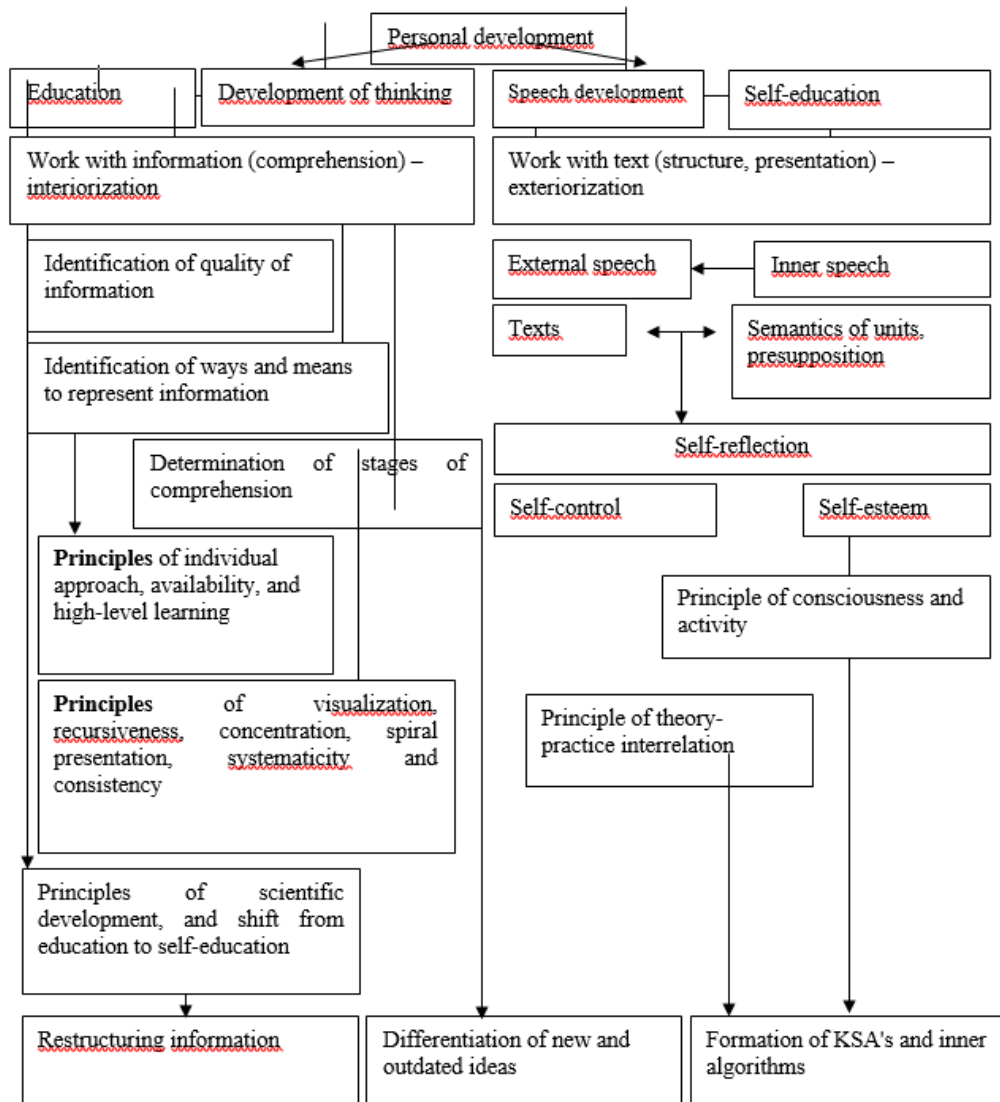 Personal development
Education
Development of thinking
Speech development
Self-education
Work with information (comprehension) –
interiorization
Work with text (structure, presentation) –
exteriorization
Identification of quality of
information
External speech
Inner speech
Texts
Semantics of units,
presupposition
Identification of ways and means
to represent information
Self-reflection
Determination of stages of
comprehension
Self-control
Self-esteem
Principles of individual
approach, availability, and
high-level learning
Principle of consciousness and
activity
Principles of visualization,
recursiveness, concentration, spiral
presentation, systematicity and
consistency
Principle of theory-
practice interrelation
Principles of scientific
development, and shift from
education to self-education
Restructuring information
Differentiation of new and
outdated ideas
Formation of KSA's and inner
algorithms